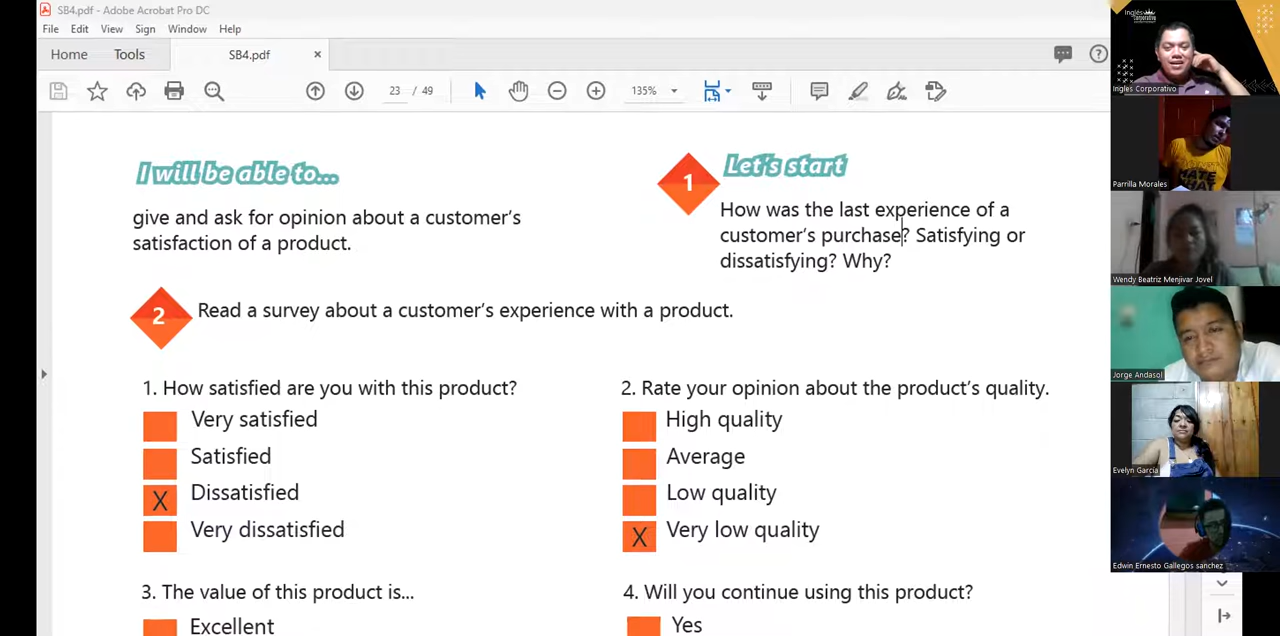 SB4.pdf - Adobe Acrobat Pro DC
File Edit View Sign Window Help
Home Tools SB4.pdf ×
23 / 49 135%
I will be able to...
give and ask for opinion about a customer's
satisfaction of a product.
1
Let's start
How was the last experience of a
customer's purchase? Satisfying or
dissatisfying? Why?
2
Read a survey about a customer's experience with a product.
1. How satisfied are you with this product?
Very satisfied
Satisfied
X Dissatisfied
Very dissatisfied
2. Rate your opinion about the product's quality.
High quality
Average
Low quality
X Very low quality
3. The value of this product is...
Excellent
4. Will you continue using this product?
Yes
Inglés
Corporativo
Ingles Corporativo
Parrilla Morales
Wendy Beatriz Menjivar Jovel
Jorge Andasol
Evelyn García
Edwin Ernesto Gallegos sanchez